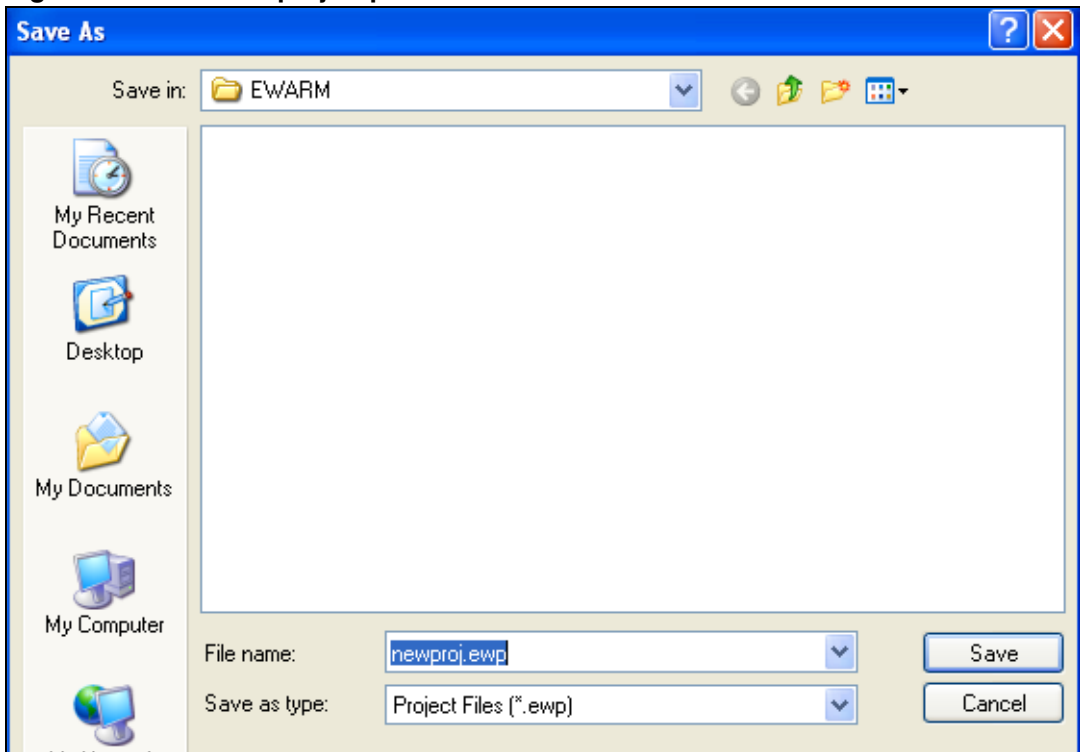 Save As
Save in:
EWARM
My Recent
Documents
Desktop
My Documents
My Computer
File name:
newproj.ewp
Save
Save as type:
Project Files (*.ewp)
Cancel